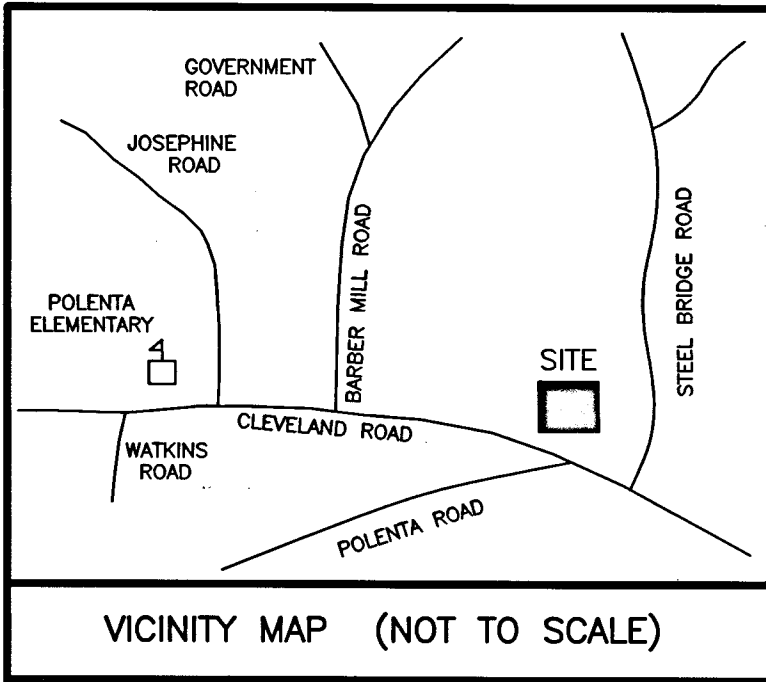 GOVERNMENT
ROAD
JOSEPHINE
ROAD
POLENTA
ELEMENTARY
BARBER MILL ROAD
STEEL BRIDGE ROAD
SITE
CLEVELAND ROAD
WATKINS
ROAD
POLENTA ROAD
VICINITY MAP (NOT TO SCALE)